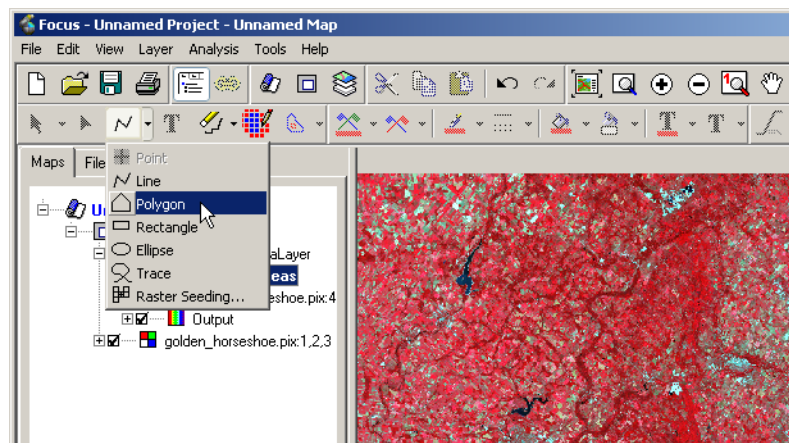 Focus - Unnamed Project - Unnamed Map
File Edit View Layer Analysis Tools Help
Maps File
Point
Line
Polygon
Rectangle
Ellipse
Trace
Raster Seeding...
aLayer
eas
eshoe.pix:4
Output
golden_horseshoe.pix:1,2,3